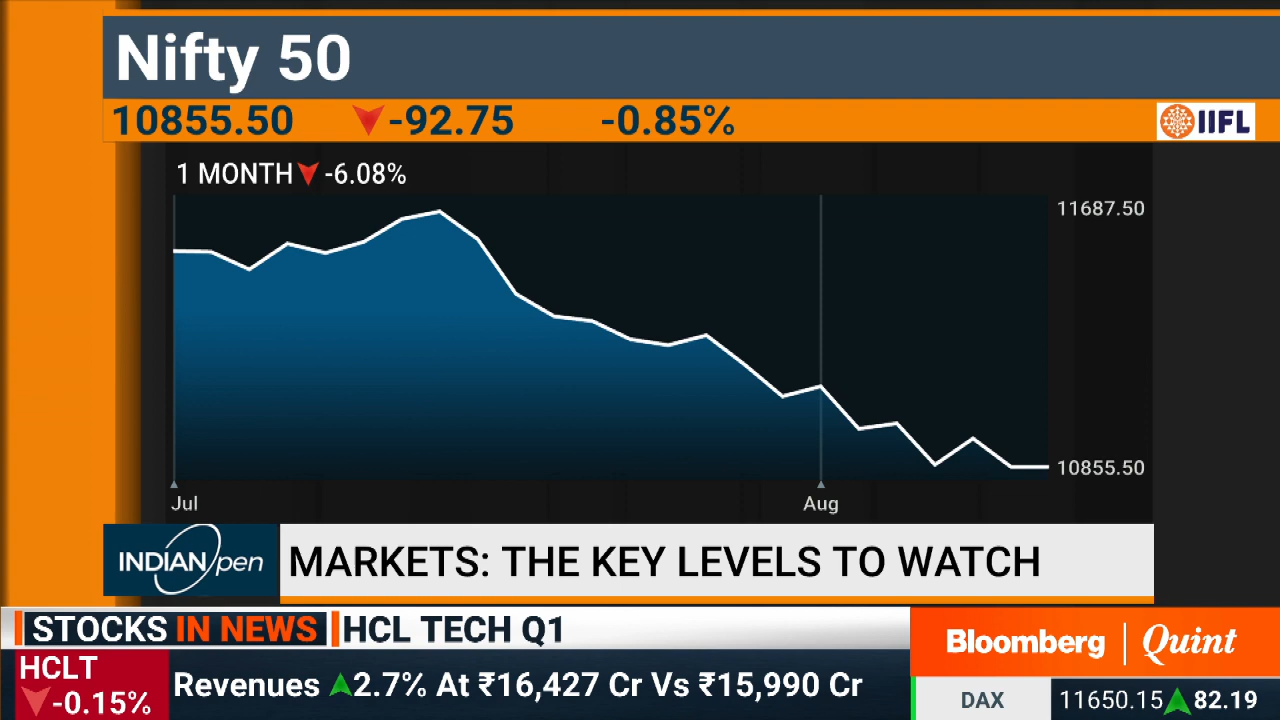 Nifty 50
10855.50 -92.75 -0.85%
IIFL
1 MONTH -6.08%
11687.50
10855.50
Jul Aug
INDIAN Open
MARKETS: THE KEY LEVELS TO WATCH
STOCKS IN NEWS HCL TECH Q1
Bloomberg | Quint
HCLT
-0.15%
Revenues 2.7% At ₹16,427 Cr Vs ₹15,990 Cr
DAX 11650.15 82.19